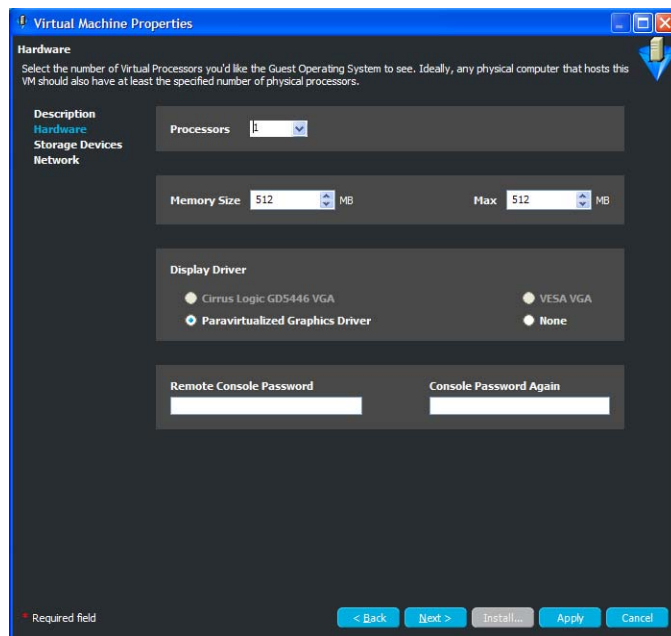 Virtual Machine Properties
Hardware
Select the number of Virtual Processors you'd like the Guest Operating System to see. Ideally, any physical computer that hosts this
VM should also have at least the specified number of physical processors.
Description
Hardware
Storage Devices
Network
Processors 1
Memory Size 512 MB Max 512 MB
Display Driver
Cirrus Logic GD5446 VGA VESA VGA
Paravirtualized Graphics Driver None
Remote Console Password Console Password Again
* Required field < Back Next > Install... Apply Cancel